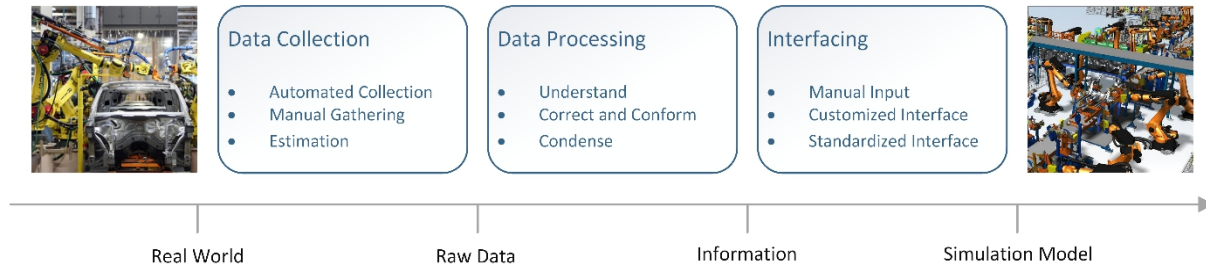 Data Collection
• Automated Collection
• Manual Gathering
• Estimation
Data Processing
• Understand
• Correct and Conform
• Condense
Interfacing
• Manual Input
• Customized Interface
• Standardized Interface
Real World
Raw Data
Information
Simulation Model